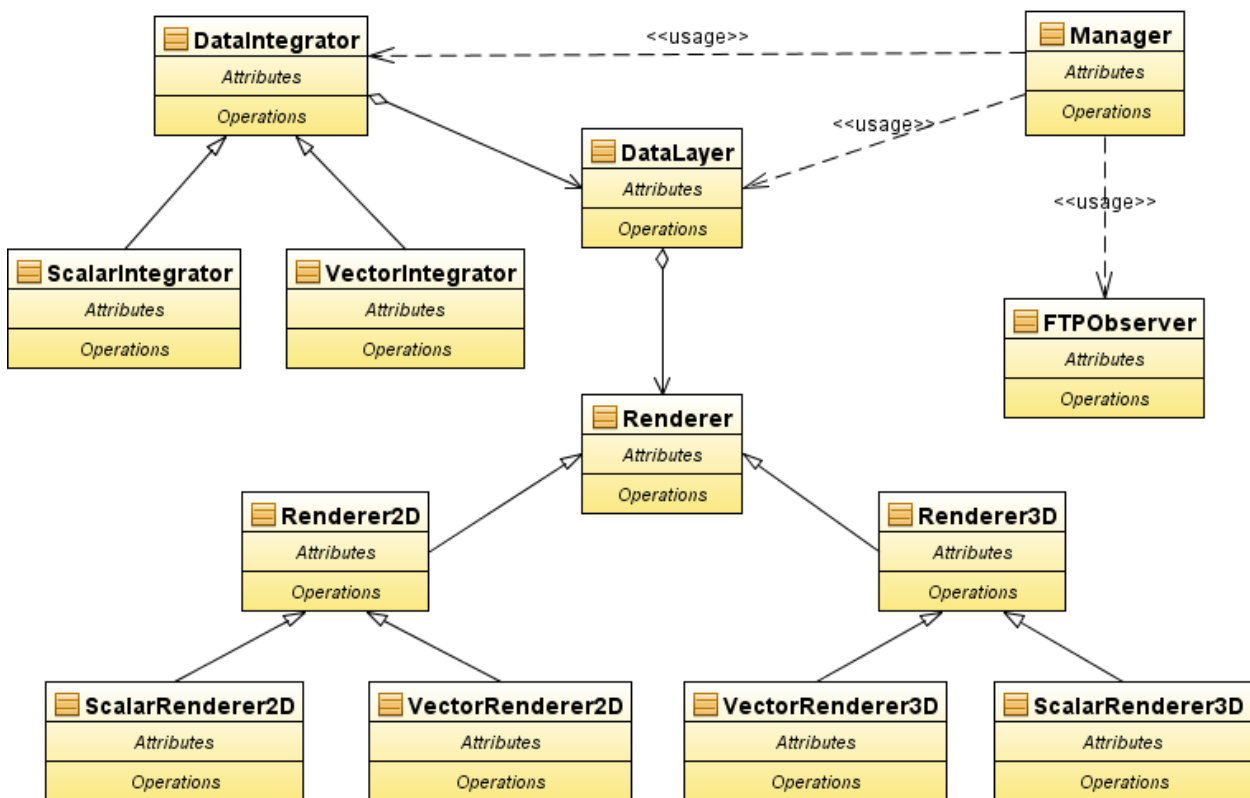 DataIntegrator
Attributes
Operations
<<usage>>
Manager
Attributes
Operations
<<usage>>
DataLayer
Attributes
Operations
<<usage>>
ScalarIntegrator
Attributes
Operations
VectorIntegrator
Attributes
Operations
FTPObserver
Attributes
Operations
Renderer
Attributes
Operations
Renderer2D
Attributes
Operations
Renderer3D
Attributes
Operations
ScalarRenderer2D
Attributes
Operations
VectorRenderer2D
Attributes
Operations
VectorRenderer3D
Attributes
Operations
ScalarRenderer3D
Attributes
Operations